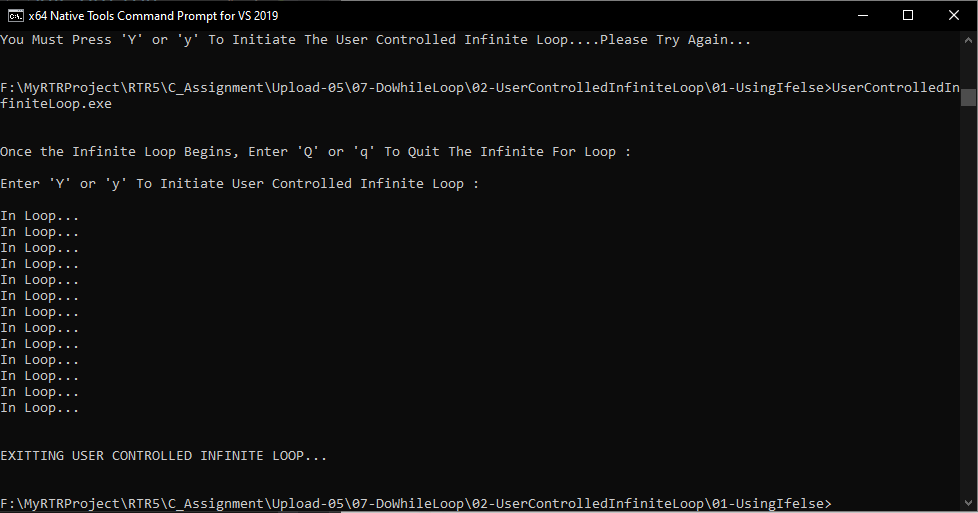 x64 Native Tools Command Prompt for VS 2019
You Must Press 'Y' or 'y' To Initiate The User Controlled Infinite Loop....Please Try Again...
F:\MyRTRProject\RTR5\C_Assignment\Upload-05\07-DoWhileLoop\02-UserControlledInfiniteLoop\01-UsingIfelse>UserControlledIn
finiteLoop.exe
Once the Infinite Loop Begins, Enter 'Q' or 'q' To Quit The Infinite For Loop :
Enter 'Y' or 'y' To Initiate User Controlled Infinite Loop :
In Loop...
In Loop...
In Loop...
In Loop...
In Loop...
In Loop...
In Loop...
In Loop...
In Loop...
In Loop...
In Loop...
In Loop...
In Loop...
EXITTING USER CONTROLLED INFINITE LOOP...
F:\MyRTRProject\RTR5\C_Assignment\Upload-05\07-DoWhileLoop\02-UserControlledInfiniteLoop\01-UsingIfelse>